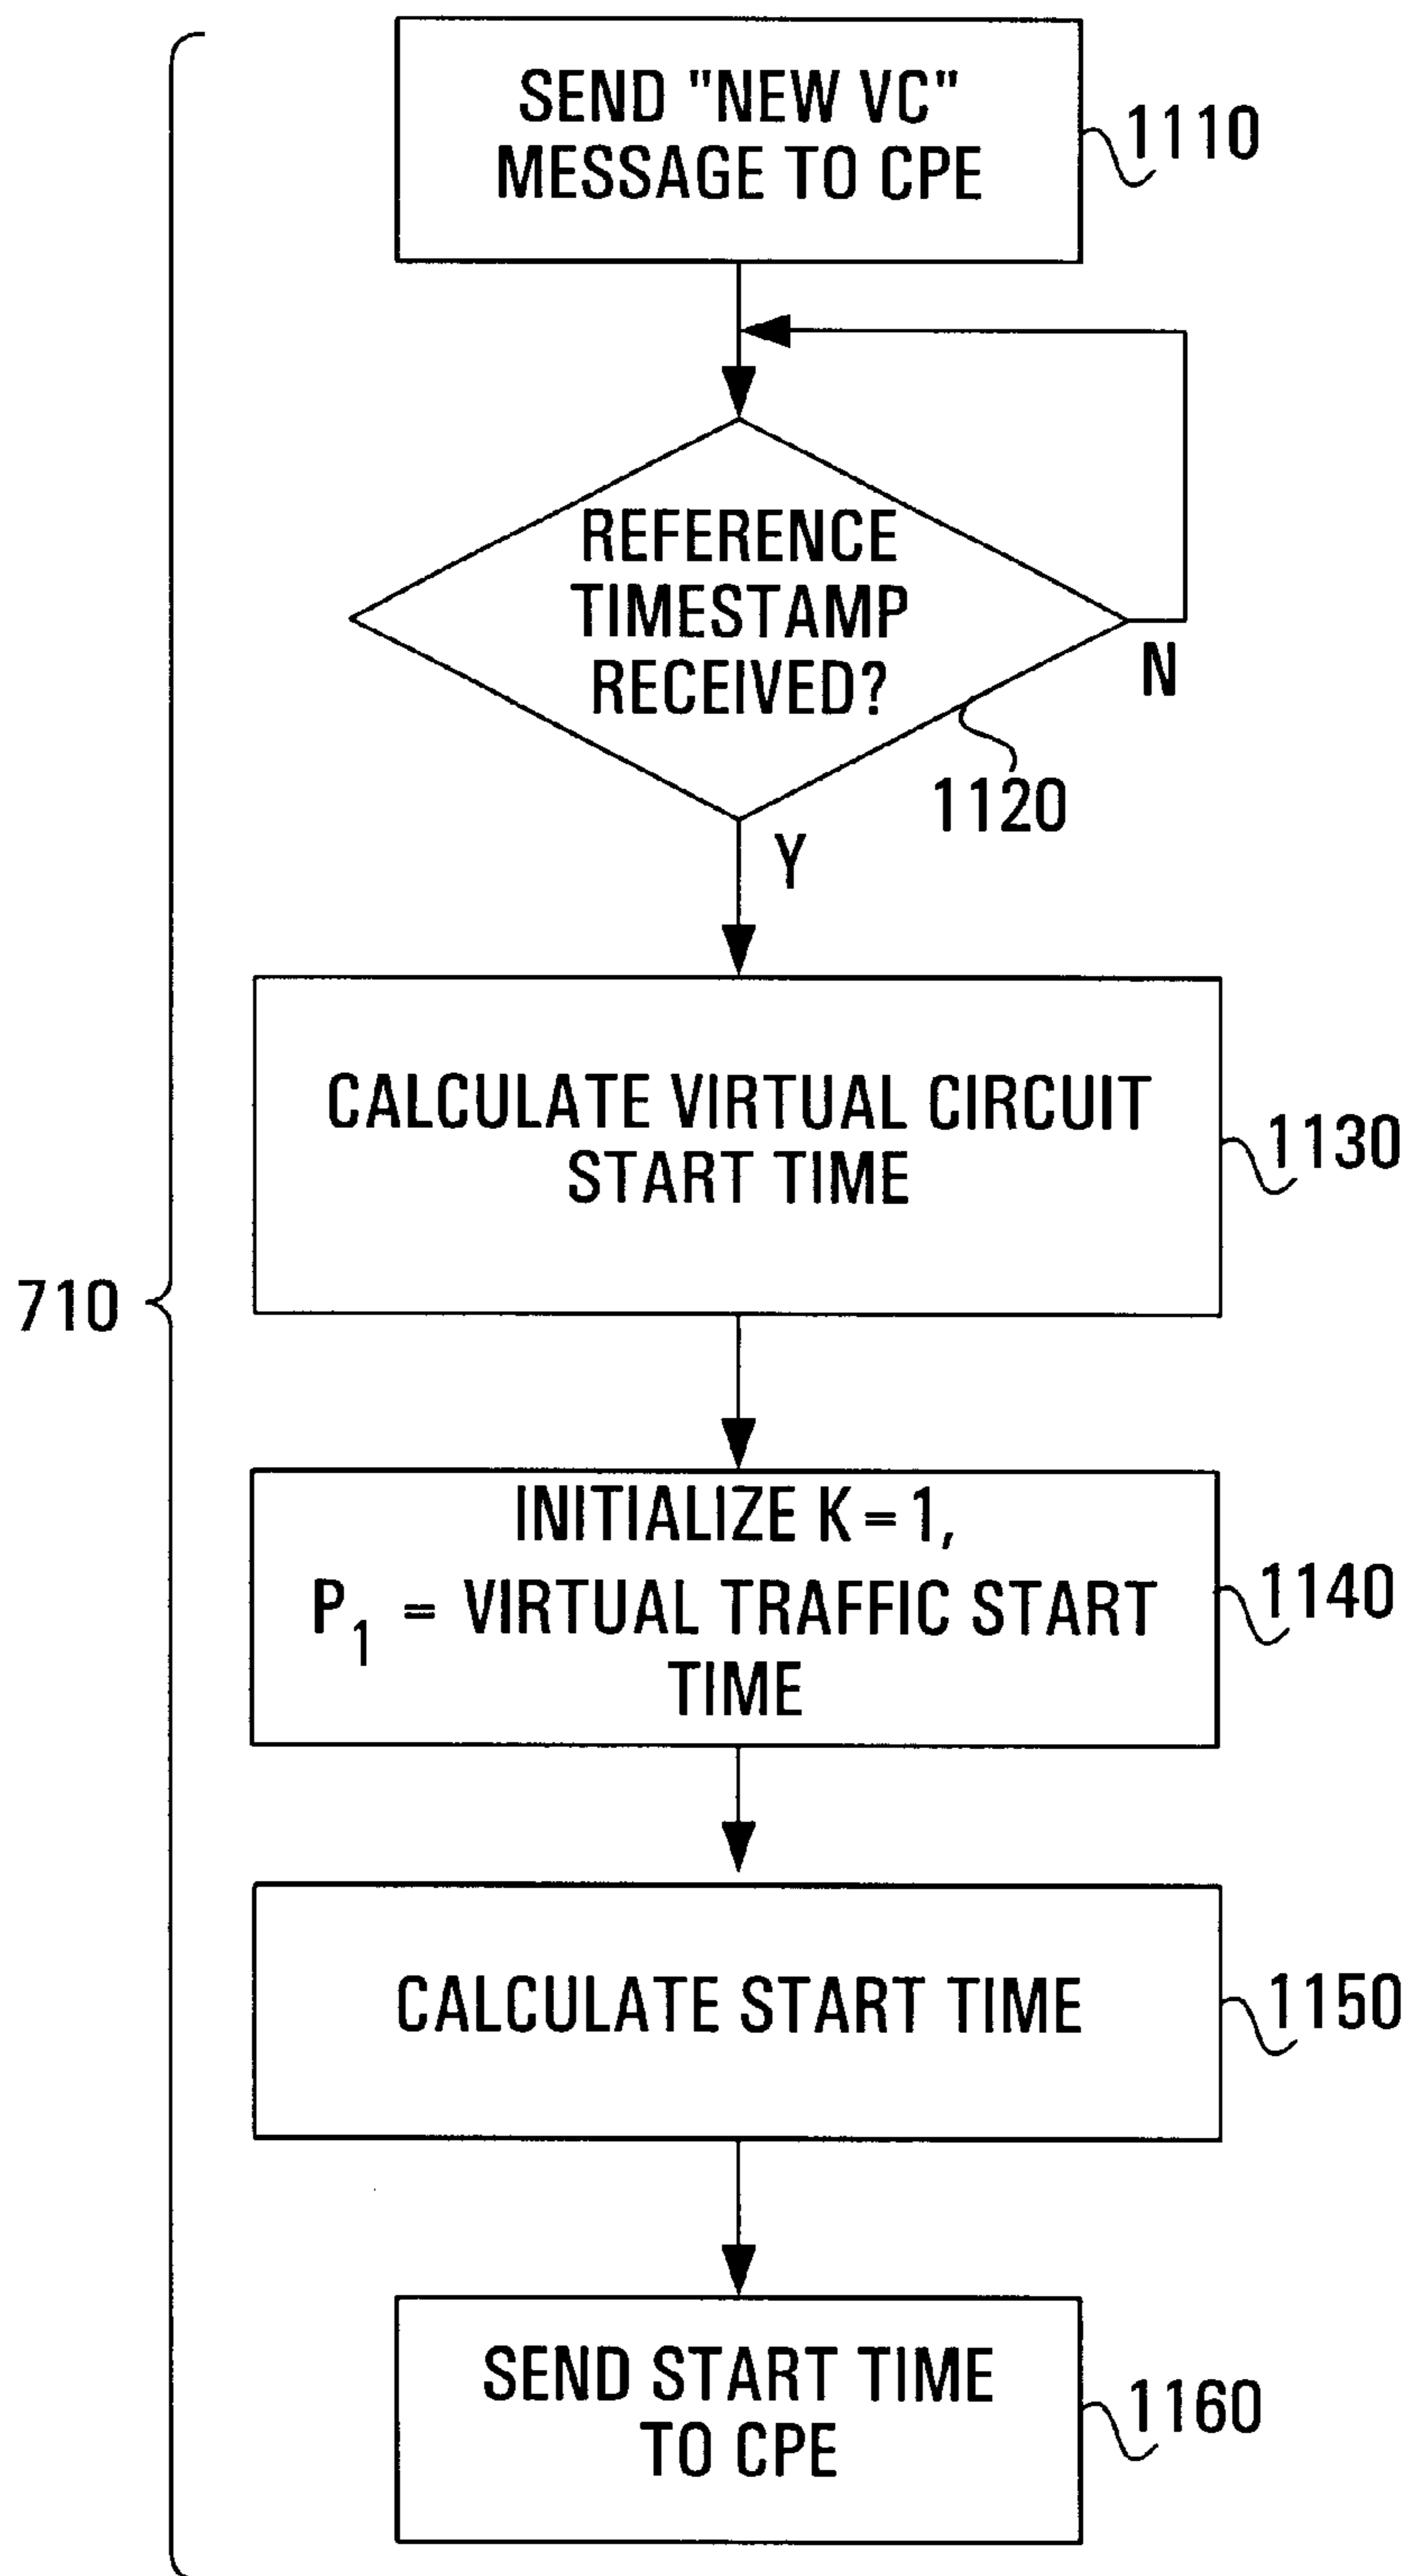 SEND "NEW VC"
MESSAGE TO CPE
1110
REFERENCE
TIMESTAMP
RECEIVED?
N
1120
Y
CALCULATE VIRTUAL CIRCUIT
START TIME
1130
710
INITIALIZE K = 1,
P1 = VIRTUAL TRAFFIC START
TIME
1140
CALCULATE START TIME
1150
SEND START TIME
TO CPE
1160